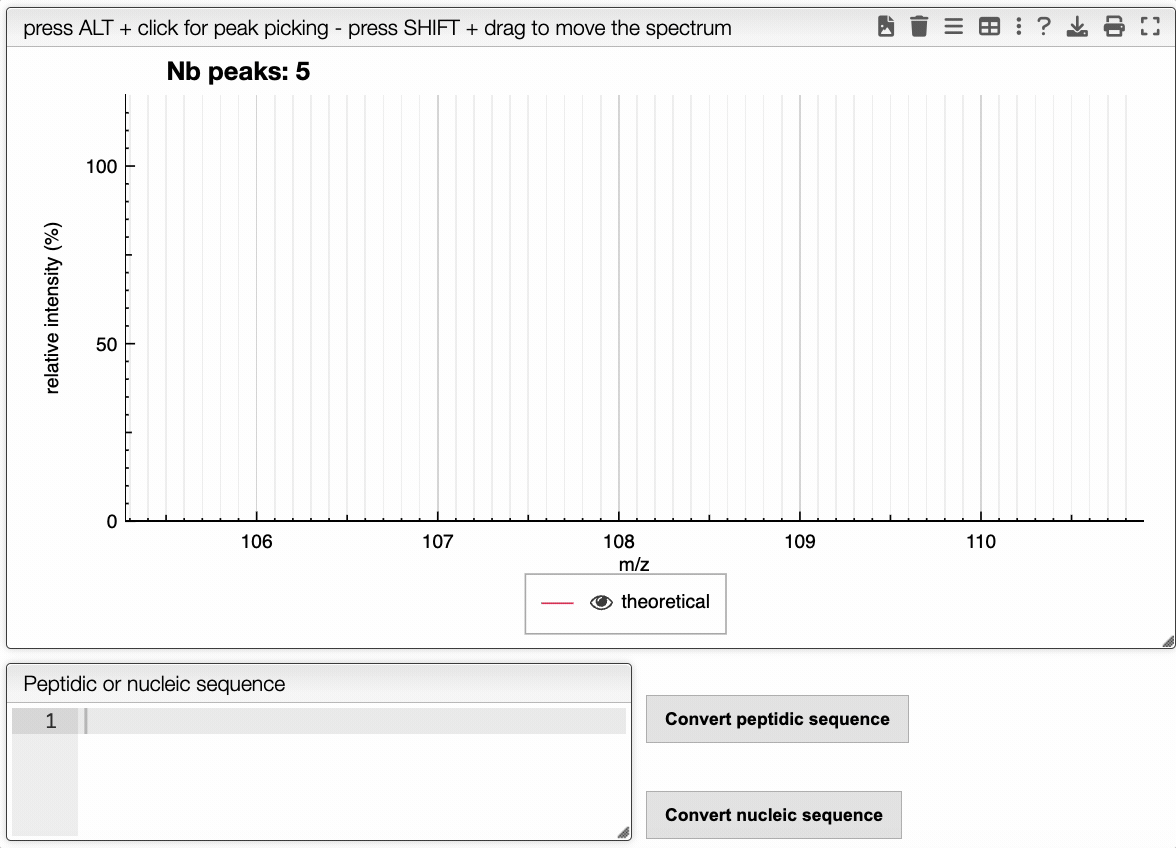 press ALT + click for peak picking - press SHIFT + drag to move the spectrum ?
Nb peaks: 5
100
50
0
relative intensity (%)
106 107 108 109 110
m/z
theoretical
Peptidic or nucleic sequence
1
Convert peptidic sequence
Convert nucleic sequence